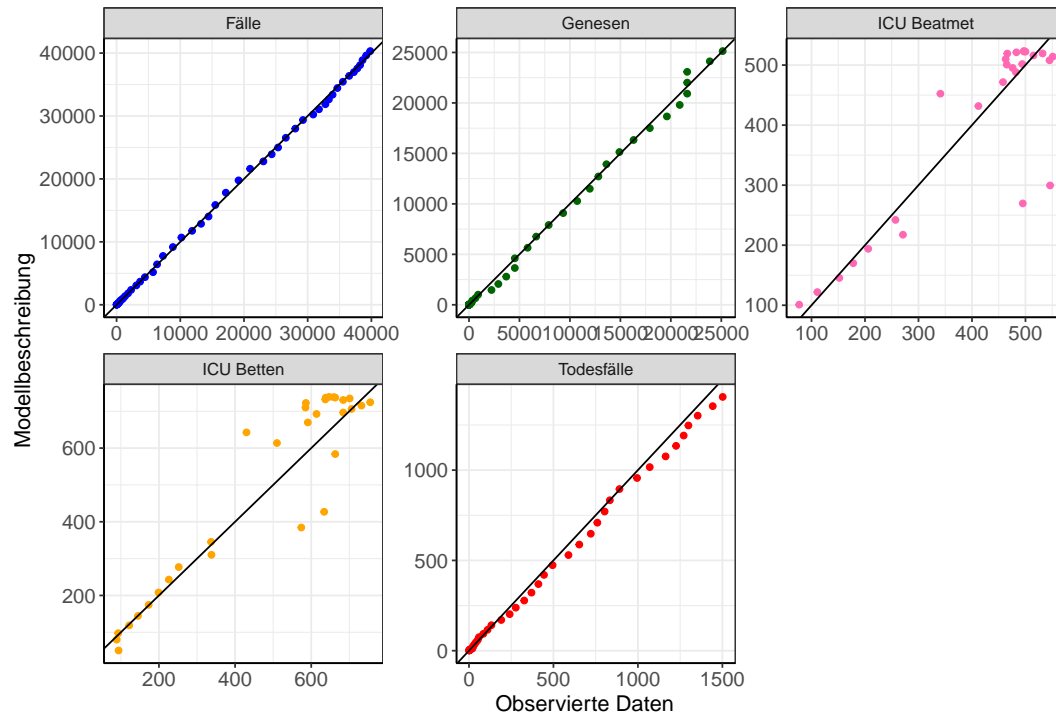 Fälle
Genesen
ICU Beatmet
40000
30000
20000
10000
0
0 10000 20000 30000 40000
25000
20000
15000
10000
5000
0
0 5000 10000 15000 20000 25000
500
400
300
200
100
100 200 300 400 500
ICU Betten
Todesfälle
600
400
200
200 400 600
1000
500
0
0 500 1000 1500
Modellbeschreibung
Observierte Daten